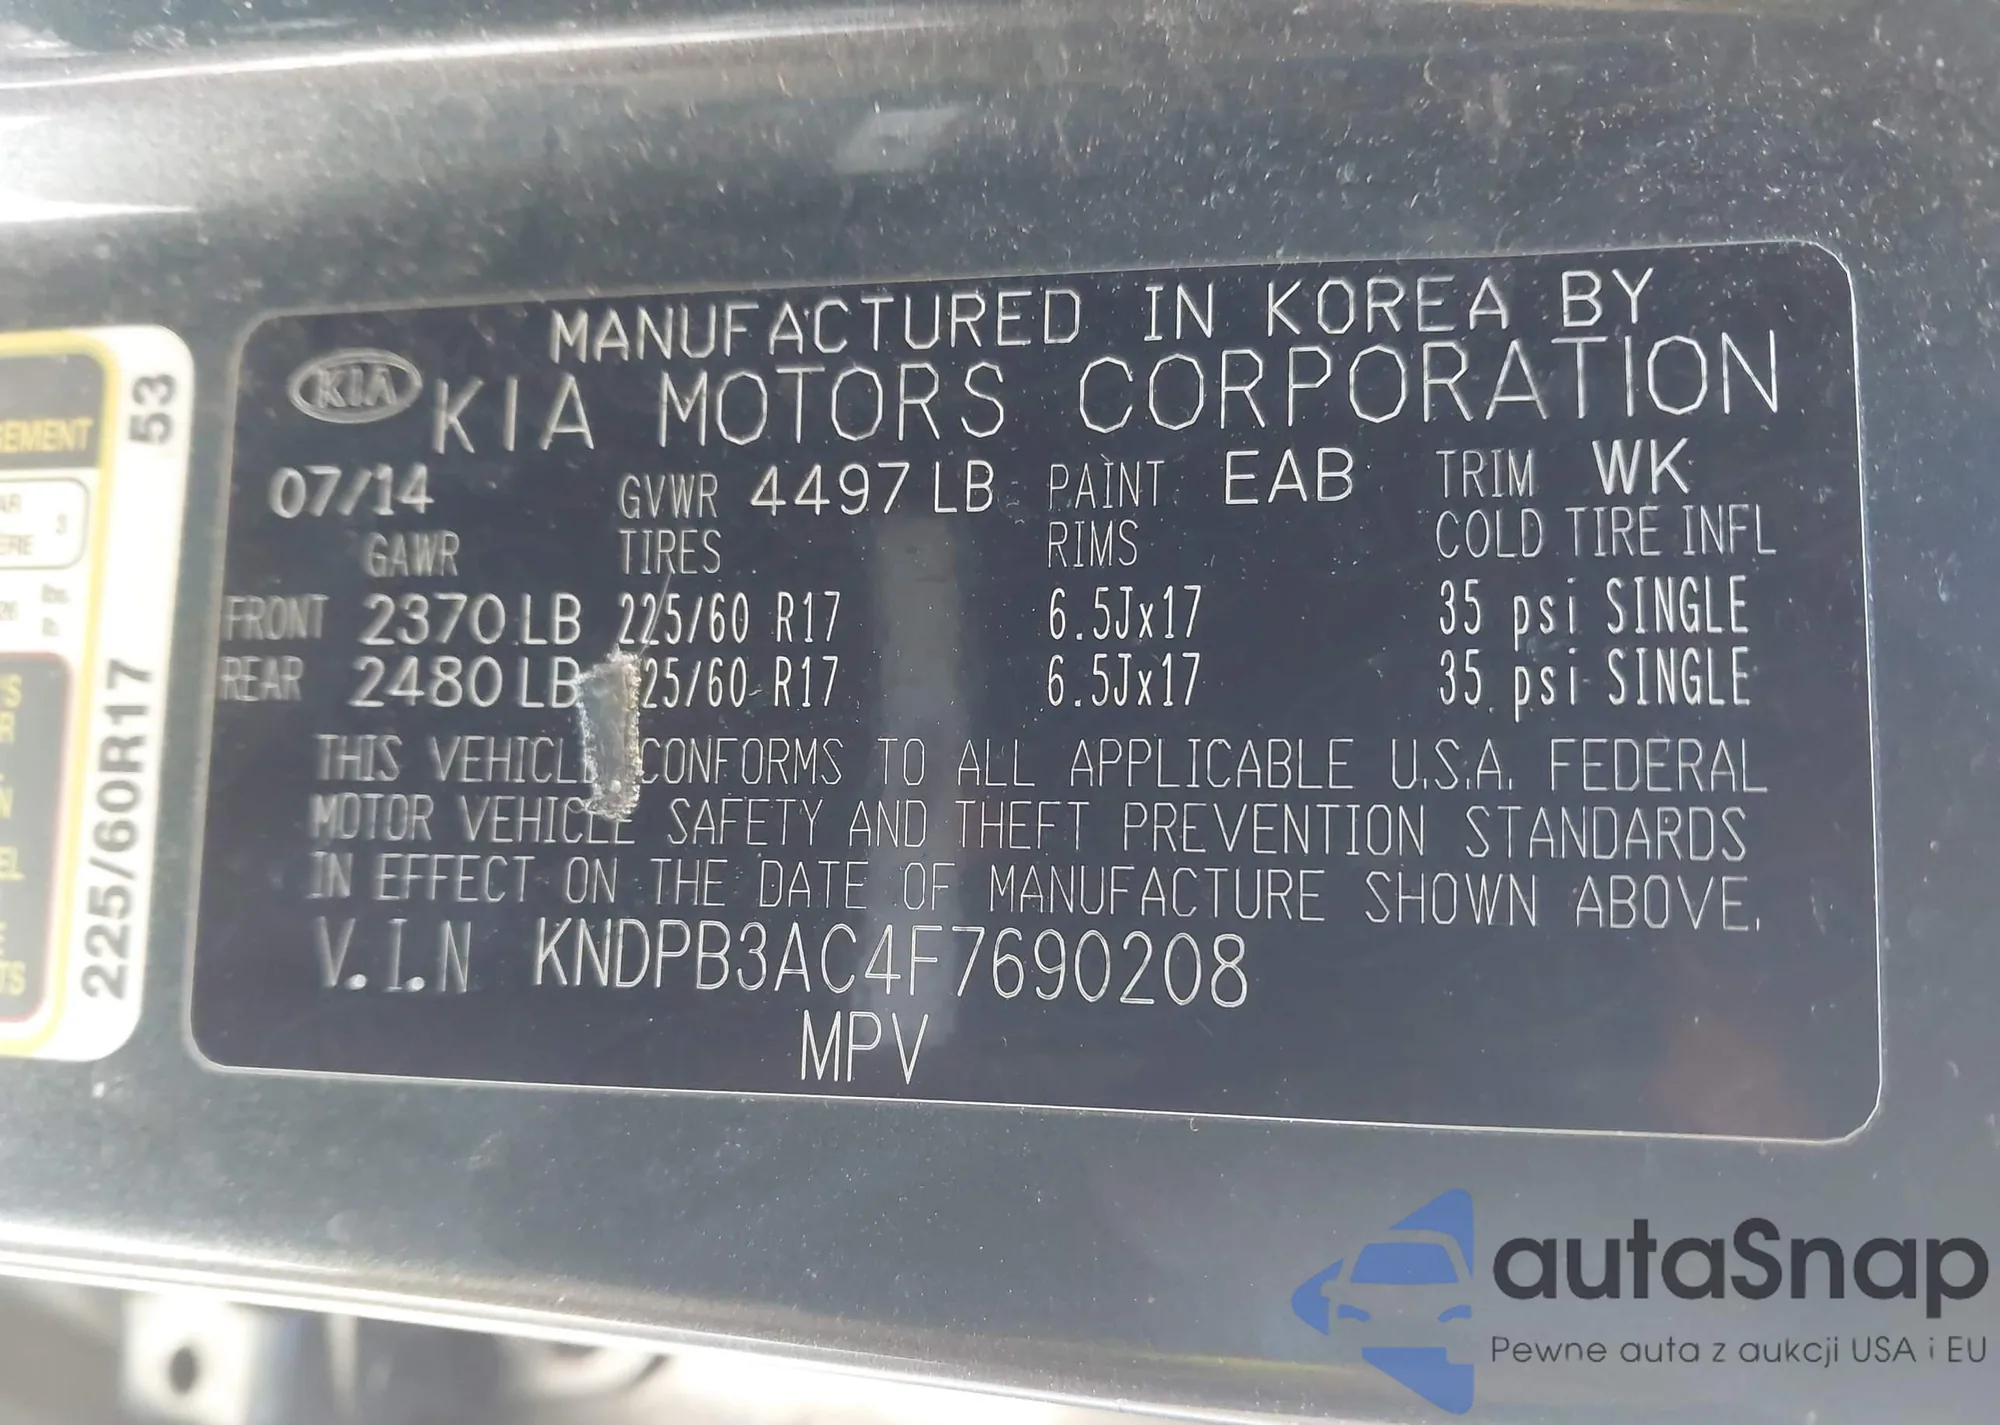 MANUFACTURED IN KOREA BY
KIA KIA MOTORS CORPORATION
07/14 GVWR 4497 LB PAINT EAB TRIM WK
GAWR TIRES RIMS COLD TIRE INFL
FRONT 2370 LB 225/60 R17 6.5Jx17 35 psi SINGLE
REAR 2480 LB 25/60 R17 6.5Jx17 35 psi SINGLE
THIS VEHICL CONFORMS TO ALL APPLICABLE U.S.A. FEDERAL
MOTOR VEHICLE SAFETY AND THEFT PREVENTION STANDARDS
IN EFFECT ON THE DATE OF MANUFACTURE SHOWN ABOVE.
V.I.N KNDPB3AC4F7690208
MPV
225/60R17 53
autaSnap
Pewne auta z aukcji USA i EU